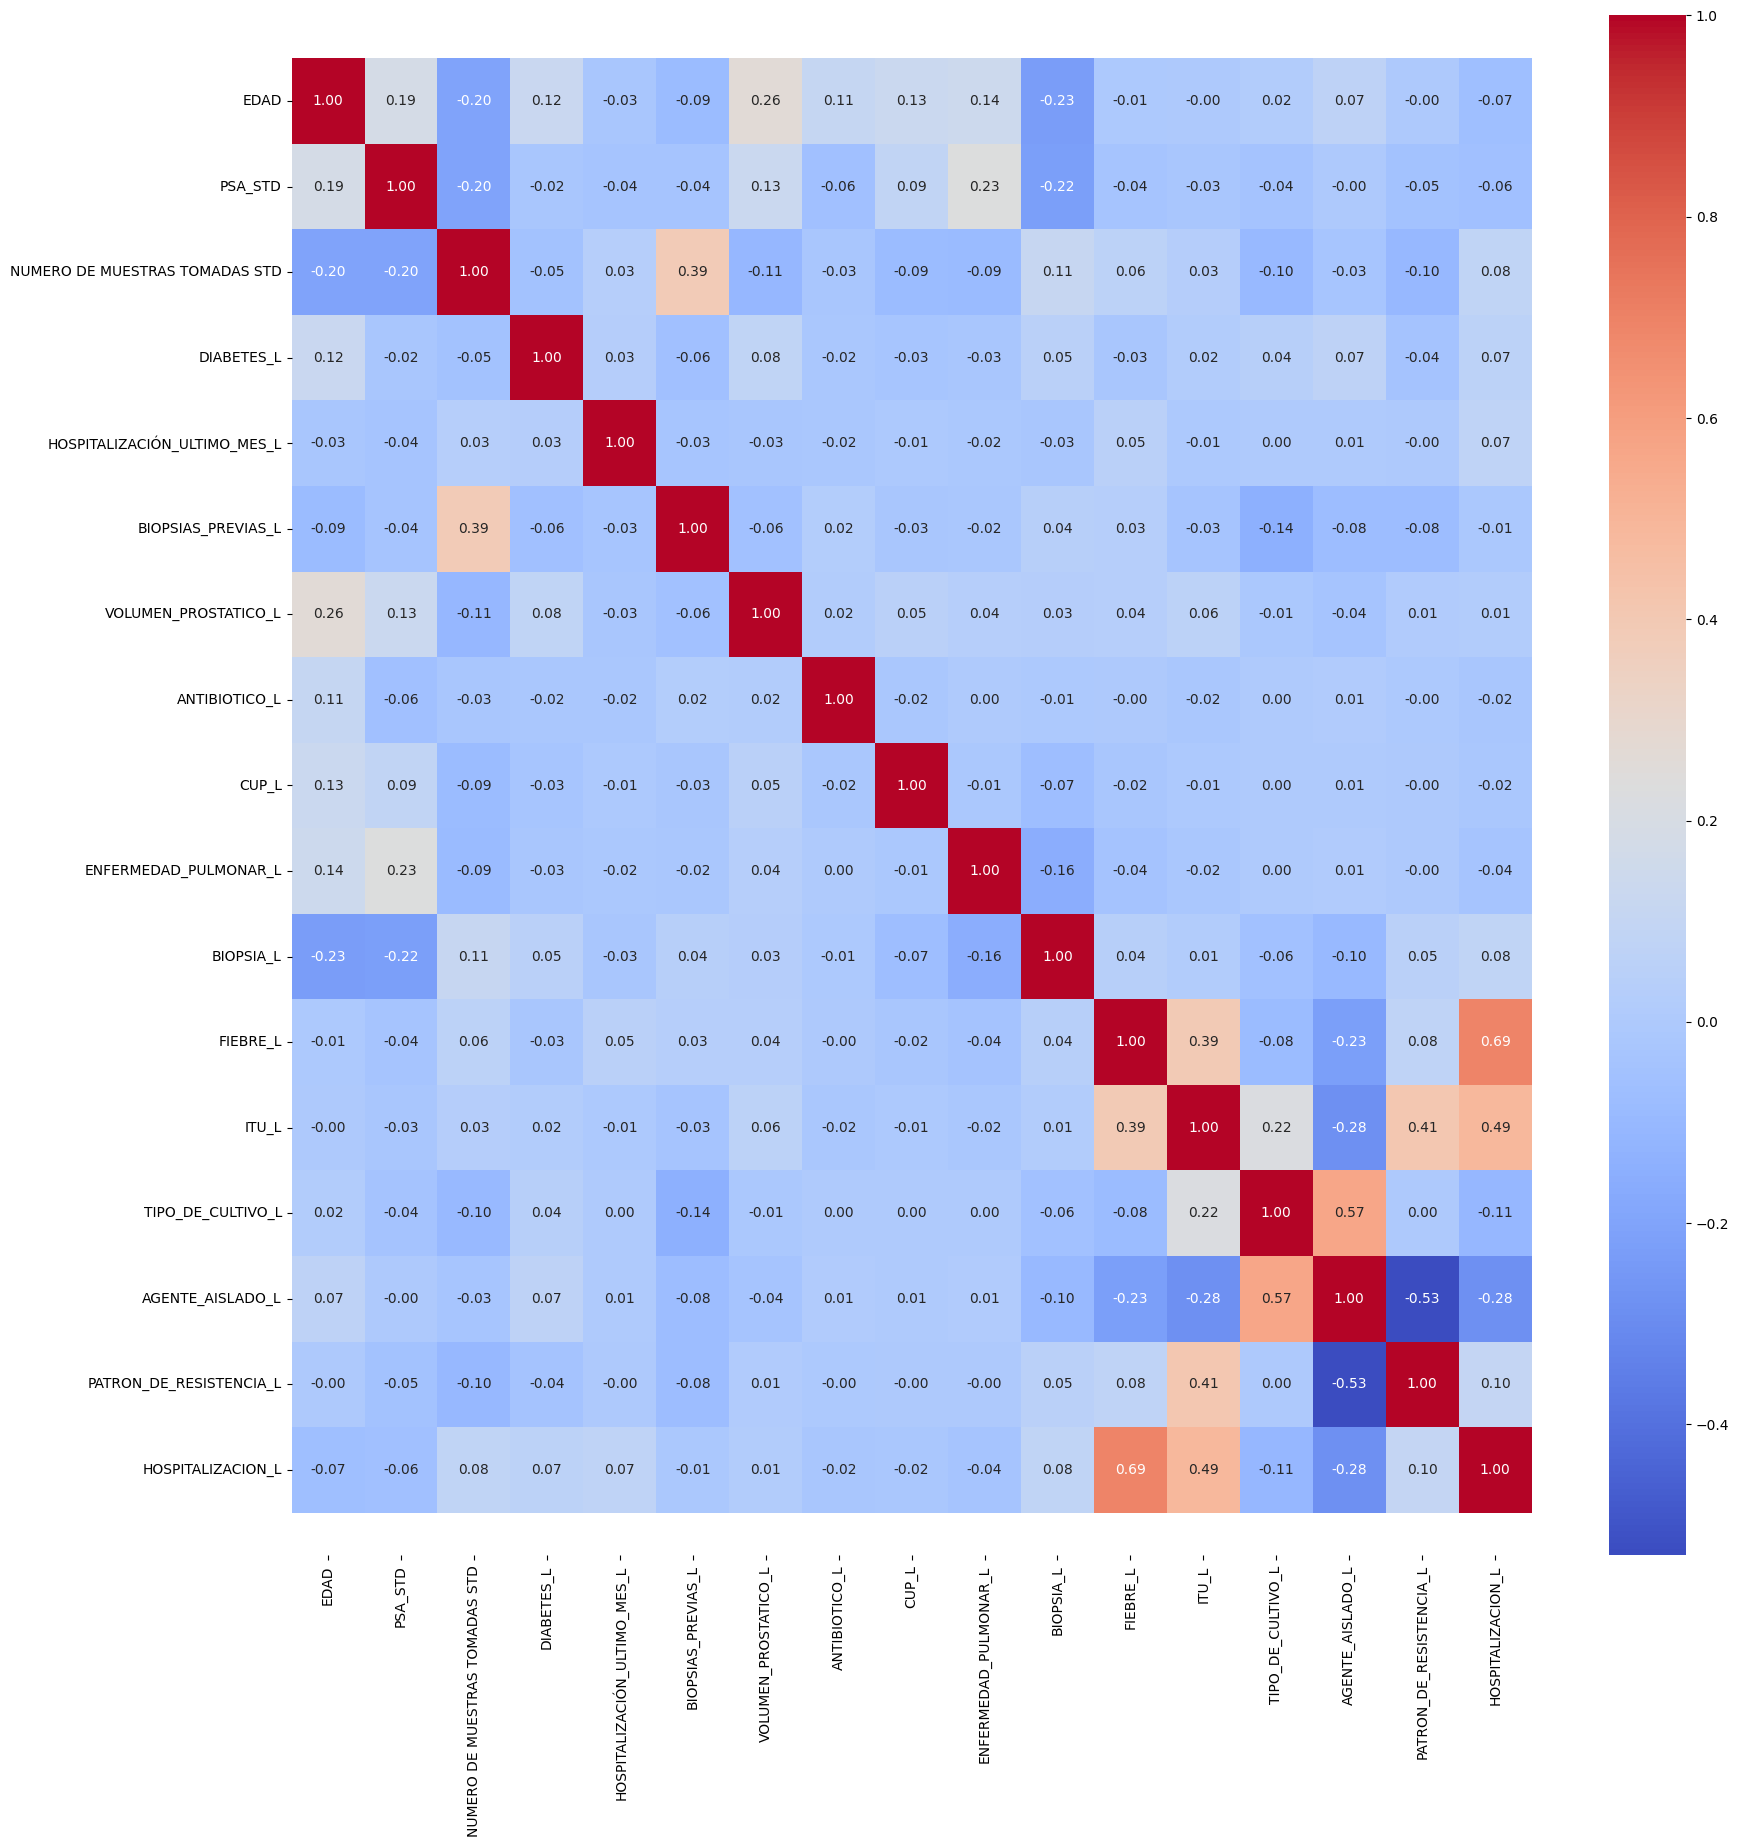 EDAD 1.00 0.19 -0.20 0.12 -0.03 -0.09 0.26 0.11 0.13 0.14 -0.23 -0.01 -0.00 0.02 0.07 -0.00 -0.07
PSA_STD 0.19 1.00 -0.20 -0.02 -0.04 -0.04 0.13 -0.06 0.09 0.23 -0.22 -0.04 -0.03 -0.04 -0.00 -0.05 -0.06
NUMERO DE MUESTRAS TOMADAS STD -0.20 -0.20 1.00 -0.05 0.03 0.39 -0.11 -0.03 -0.09 -0.09 0.11 0.06 0.03 -0.10 -0.03 -0.10 0.08
DIABETES_L 0.12 -0.02 -0.05 1.00 0.03 -0.06 0.08 -0.02 -0.03 -0.03 0.05 -0.03 0.02 0.04 0.07 -0.04 0.07
HOSPITALIZACIÓN_ULTIMO_MES_L -0.03 -0.04 0.03 0.03 1.00 -0.03 -0.03 -0.02 -0.01 -0.02 -0.03 0.05 -0.01 0.00 0.01 -0.00 0.07
BIOPSIAS_PREVIAS_L -0.09 -0.04 0.39 -0.06 -0.03 1.00 -0.06 0.02 -0.03 -0.02 0.04 0.03 -0.03 -0.14 -0.08 -0.08 -0.01
VOLUMEN_PROSTATICO_L 0.26 0.13 -0.11 0.08 -0.03 -0.06 1.00 0.02 0.05 0.04 0.03 0.04 0.06 -0.01 -0.04 0.01 0.01
ANTIBIOTICO_L 0.11 -0.06 -0.03 -0.02 -0.02 0.02 0.02 1.00 -0.02 0.00 -0.01 -0.00 -0.02 0.00 0.01 -0.00 -0.02
CUP_L 0.13 0.09 -0.09 -0.03 -0.01 -0.03 0.05 -0.02 1.00 -0.01 -0.07 -0.02 -0.01 0.00 0.01 -0.00 -0.02
ENFERMEDAD_PULMONAR_L 0.14 0.23 -0.09 -0.03 -0.02 -0.02 0.04 0.00 -0.01 1.00 -0.16 -0.04 -0.02 0.00 0.01 -0.00 -0.04
BIOPSIA_L -0.23 -0.22 0.11 0.05 -0.03 0.04 0.03 -0.01 -0.07 -0.16 1.00 0.04 0.01 -0.06 -0.10 0.05 0.08
FIEBRE_L -0.01 -0.04 0.06 -0.03 0.05 0.03 0.04 -0.00 -0.02 -0.04 0.04 1.00 0.39 -0.08 -0.23 0.08 0.69
ITU_L -0.00 -0.03 0.03 0.02 -0.01 -0.03 0.06 -0.02 -0.01 -0.02 0.01 0.39 1.00 0.22 -0.28 0.41 0.49
TIPO_DE_CULTIVO_L 0.02 -0.04 -0.10 0.04 0.00 -0.14 -0.01 0.00 0.00 0.00 -0.06 -0.08 0.22 1.00 0.57 0.00 -0.11
AGENTE_AISLADO_L 0.07 -0.00 -0.03 0.07 0.01 -0.08 -0.04 0.01 0.01 0.01 -0.10 -0.23 -0.28 0.57 1.00 -0.53 -0.28
PATRON_DE_RESISTENCIA_L -0.00 -0.05 -0.10 -0.04 -0.00 -0.08 0.01 -0.00 -0.00 -0.00 0.05 0.08 0.41 0.00 -0.53 1.00 0.10
HOSPITALIZACION_L -0.07 -0.06 0.08 0.07 0.07 -0.01 0.01 -0.02 -0.02 -0.04 0.08 0.69 0.49 -0.11 -0.28 0.10 1.00
EDAD
PSA_STD
NUMERO DE MUESTRAS TOMADAS STD
DIABETES_L
HOSPITALIZACIÓN_ULTIMO_MES_L
BIOPSIAS_PREVIAS_L
VOLUMEN_PROSTATICO_L
ANTIBIOTICO_L
CUP_L
ENFERMEDAD_PULMONAR_L
BIOPSIA_L
FIEBRE_L
ITU_L
TIPO_DE_CULTIVO_L
AGENTE_AISLADO_L
PATRON_DE_RESISTENCIA_L
HOSPITALIZACION_L
1.0
0.8
0.6
0.4
0.2
0.0
−0.2
−0.4